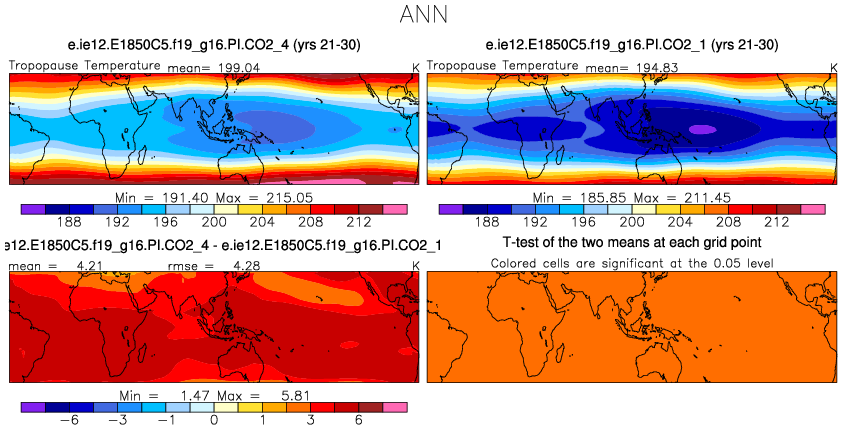 ANN
e.ie12.E1850C5.f19_g16.PI.CO2_4 (yrs 21-30)
Tropopause Temperature mean= 199.04 K
Min = 191.40 Max = 215.05
188 192 196 200 204 208 212
e.ie12.E1850C5.f19_g16.PI.CO2_1 (yrs 21-30)
Tropopause Temperature mean= 194.83 K
Min = 185.85 Max = 211.45
188 192 196 200 204 208 212
e12.E1850C5.f19_g16.PI.CO2_4 - e.ie12.E1850C5.f19_g16.PI.CO2_1
mean = 4.21 rmse = 4.28 K
Min = 1.47 Max = 5.81
-6 -3 -1 0 1 3 6
T-test of the two means at each grid point
Colored cells are significant at the 0.05 level